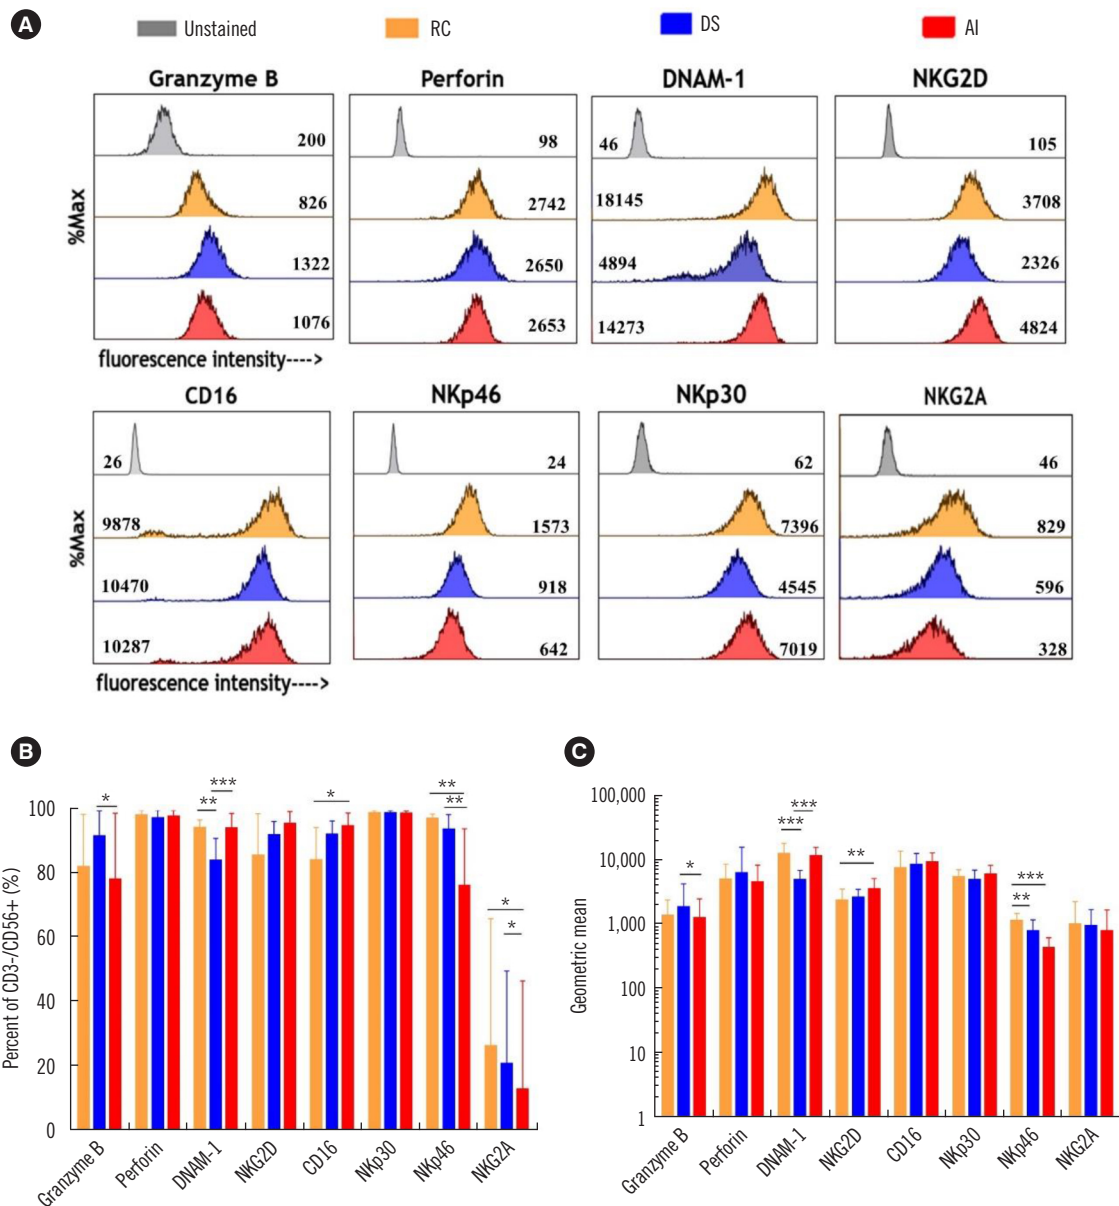 A
Unstained RC DS AI
Granzyme B Perforin DNAM-1 NKG2D
200 98 46 105
826 2742 18145 3708
1322 2650 4894 2326
1076 2653 14273 4824
%Max
fluorescence intensity---->
CD16 NKp46 NKp30 NKG2A
26 24 62 46
9878 1573 7396 829
10470 918 4545 596
10287 642 7019 328
%Max
fluorescence intensity---->
B
Percent of CD3-/CD56+ (%)
100
80
60
40
20
0
* ** *** * ** ** * *
Granzyme B Perforin DNAM-1 NKG2D CD16 NKp30 NKp46 NKG2A
C
Geometric mean
100,000
10,000
1,000
100
10
1
* *** *** ** ** ***
Granzyme B Perforin DNAM-1 NKG2D CD16 NKp30 NKp46 NKG2A